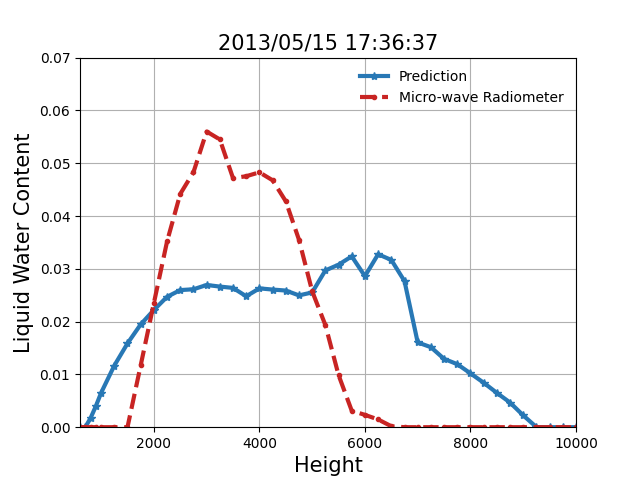 2013/05/15 17:36:37
0.07
0.06
0.05
0.04
0.03
0.02
0.01
0.00
Liquid Water Content
Prediction
Micro-wave Radiometer
2000 4000 6000 8000 10000
Height